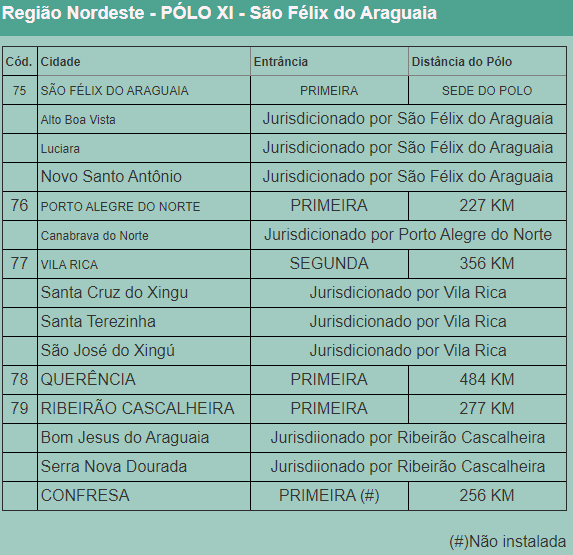 Região Nordeste - PÓLO XI - São Félix do Araguaia
Cód. Cidade Entrância Distância do Pólo
75 SÃO FÉLIX DO ARAGUAIA PRIMEIRA SEDE DO POLO
Alto Boa Vista Jurisdicionado por São Félix do Araguaia
Luciara Jurisdicionado por São Félix do Araguaia
Novo Santo Antônio Jurisdicionado por São Félix do Araguaia
76 PORTO ALEGRE DO NORTE PRIMEIRA 227 KM
Canabrava do Norte Jurisdicionado por Porto Alegre do Norte
77 VILA RICA SEGUNDA 356 KM
Santa Cruz do Xingu Jurisdicionado por Vila Rica
Santa Terezinha Jurisdicionado por Vila Rica
São José do Xingú Jurisdicionado por Vila Rica
78 QUERÊNCIA PRIMEIRA 484 KM
79 RIBEIRÃO CASCALHEIRA PRIMEIRA 277 KM
Bom Jesus do Araguaia Jurisdiionado por Ribeirão Cascalheira
Serra Nova Dourada Jurisdicionado por Ribeirão Cascalheira
CONFRESA PRIMEIRA (#) 256 KM
(#)Não instalada